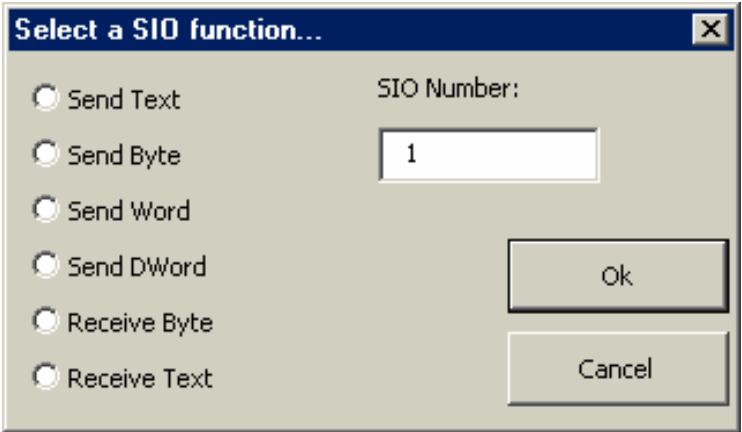 Select a SIO function...
Send Text
Send Byte
Send Word
Send DWord
Receive Byte
Receive Text
SIO Number:
1
Ok
Cancel